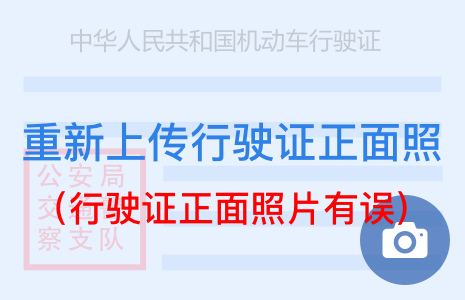 中华人民共和国机动车行驶证
重新上传行驶证正面照
公安局
(行驶证正面照片有误)
察支队